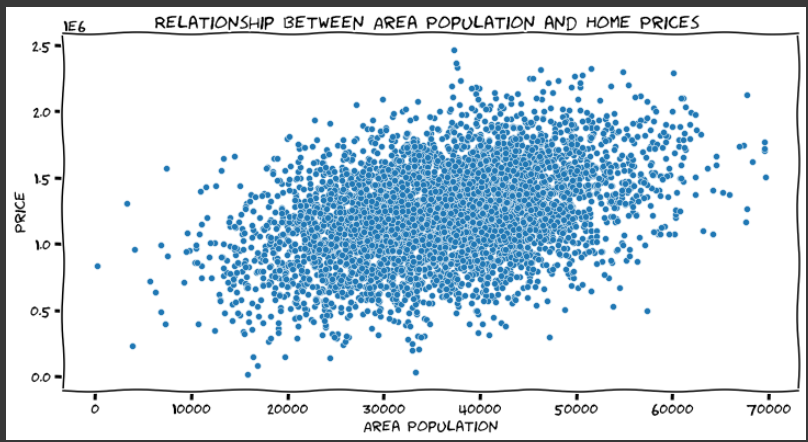 RELATIONSHIP BETWEEN AREA POPULATION AND HOME PRICES
1E6
2.5
2.0
1.5
1.0
0.5
0.0
PRICE
0 10000 20000 30000 40000 50000 60000 70000
AREA POPULATION